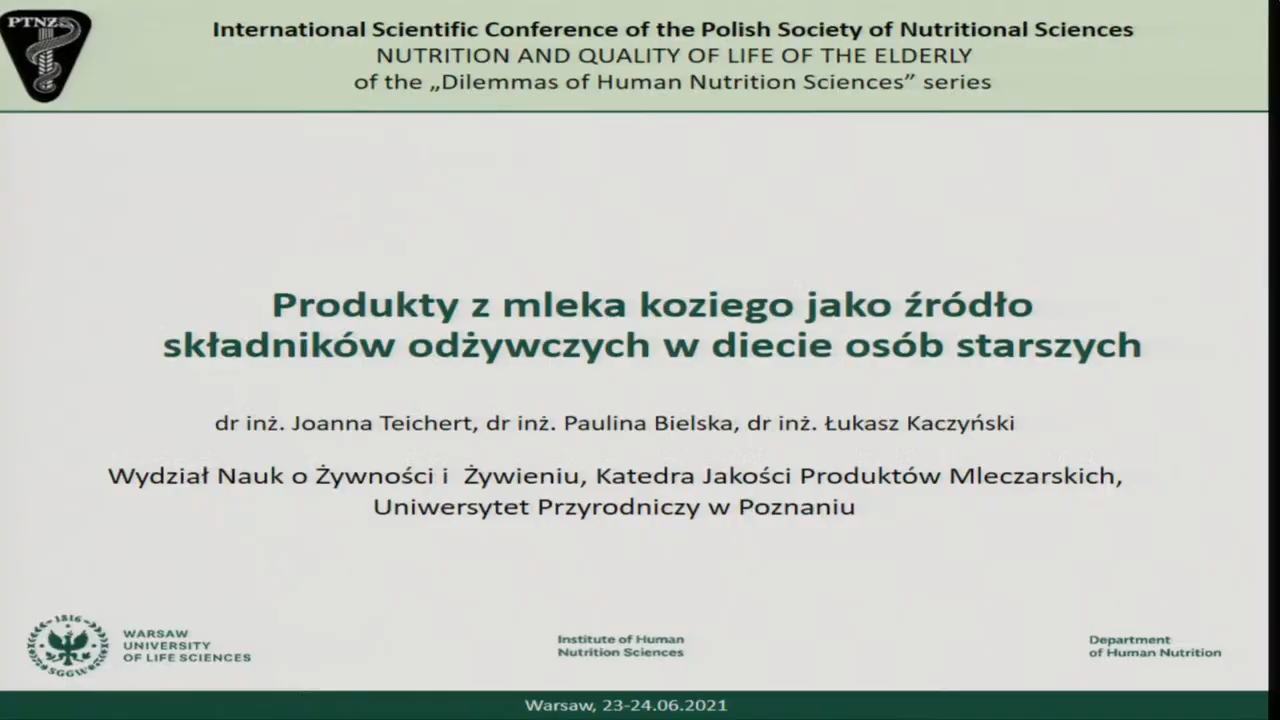 PTNŻ
International Scientific Conference of the Polish Society of Nutritional Sciences
NUTRITION AND QUALITY OF LIFE OF THE ELDERLY
of the „Dilemmas of Human Nutrition Sciences” series
Produkty z mleka koziego jako źródło
składników odżywczych w diecie osób starszych
dr inż. Joanna Teichert, dr inż. Paulina Bielska, dr inż. Łukasz Kaczyński
Wydział Nauk o Żywności i Żywieniu, Katedra Jakości Produktów Mleczarskich,
Uniwersytet Przyrodniczy w Poznaniu
1816
SGGW
WARSAW
UNIVERSITY
OF LIFE SCIENCES
Institute of Human
Nutrition Sciences
Department
of Human Nutrition
Warsaw, 23-24.06.2021